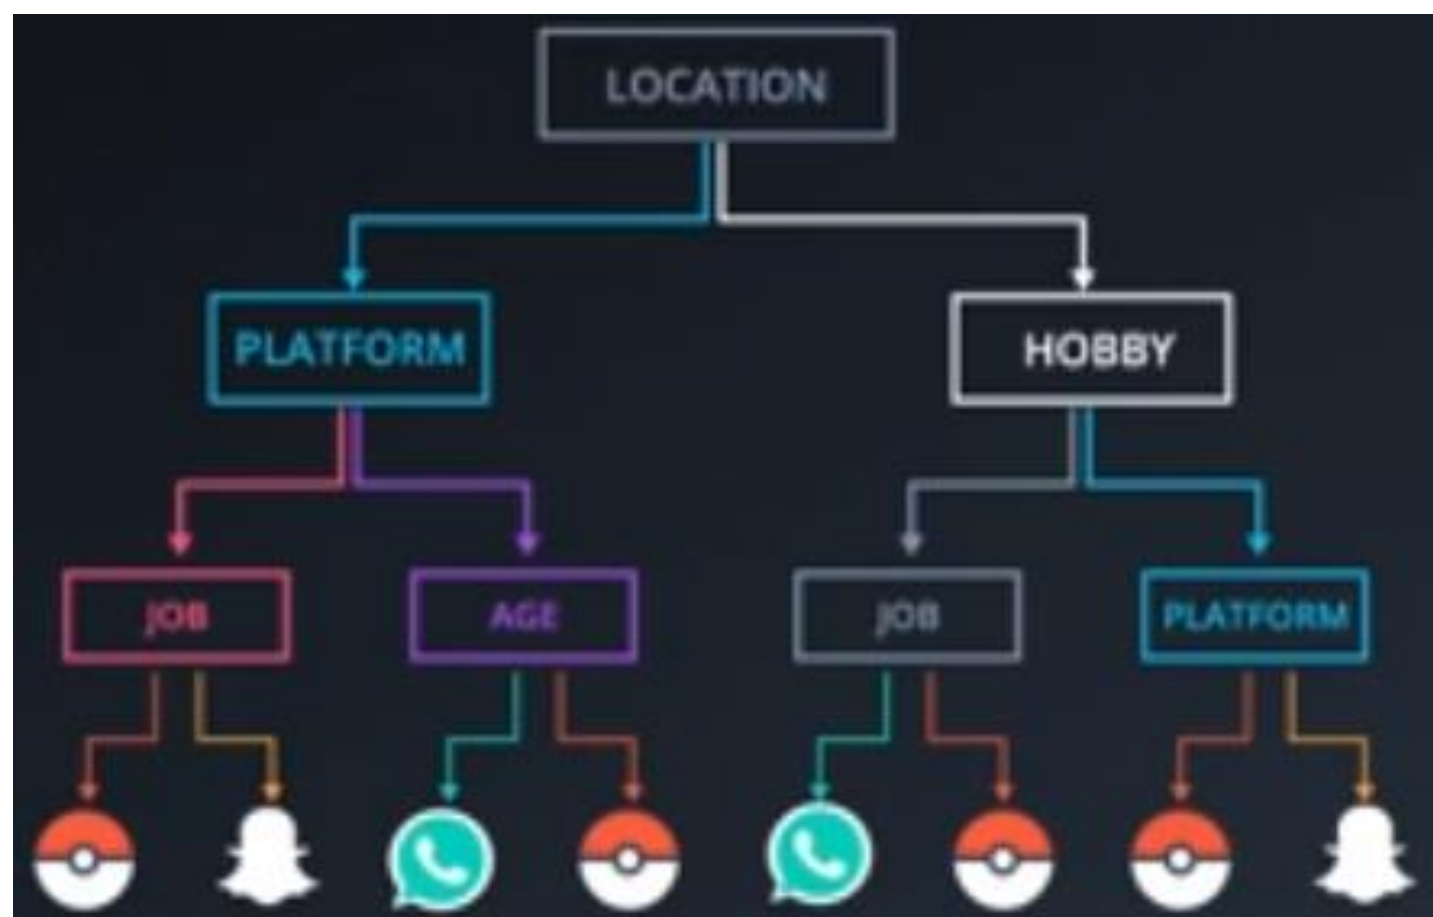 LOCATION
PLATFORM
HOBBY
JOB
AGE
JOB
PLATFORM